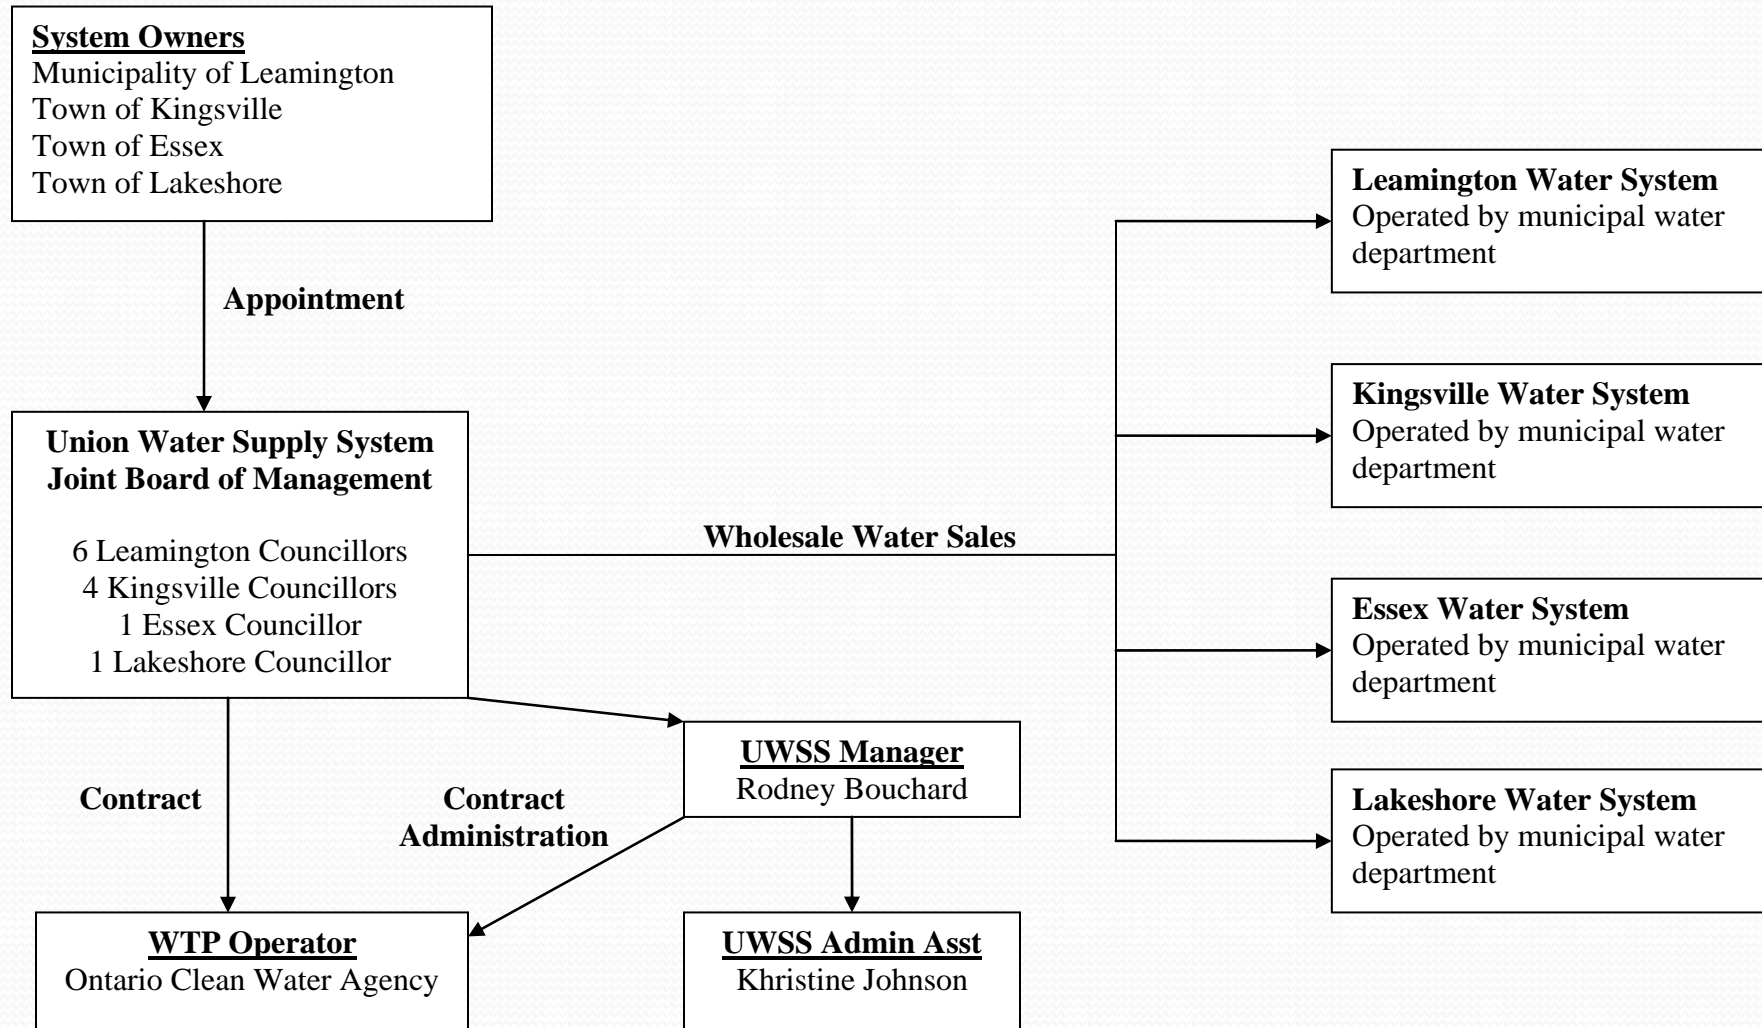 System Owners
Municipality of Leamington
Town of Kingsville
Town of Essex
Town of Lakeshore
Appointment
Union Water Supply System
Joint Board of Management
6 Leamington Councillors
4 Kingsville Councillors
1 Essex Councillor
1 Lakeshore Councillor
Wholesale Water Sales
Leamington Water System
Operated by municipal water
department
Kingsville Water System
Operated by municipal water
department
Essex Water System
Operated by municipal water
department
Lakeshore Water System
Operated by municipal water
department
Contract
Contract
Administration
UWSS Manager
Rodney Bouchard
WTP Operator
Ontario Clean Water Agency
UWSS Admin Asst
Khristine Johnson